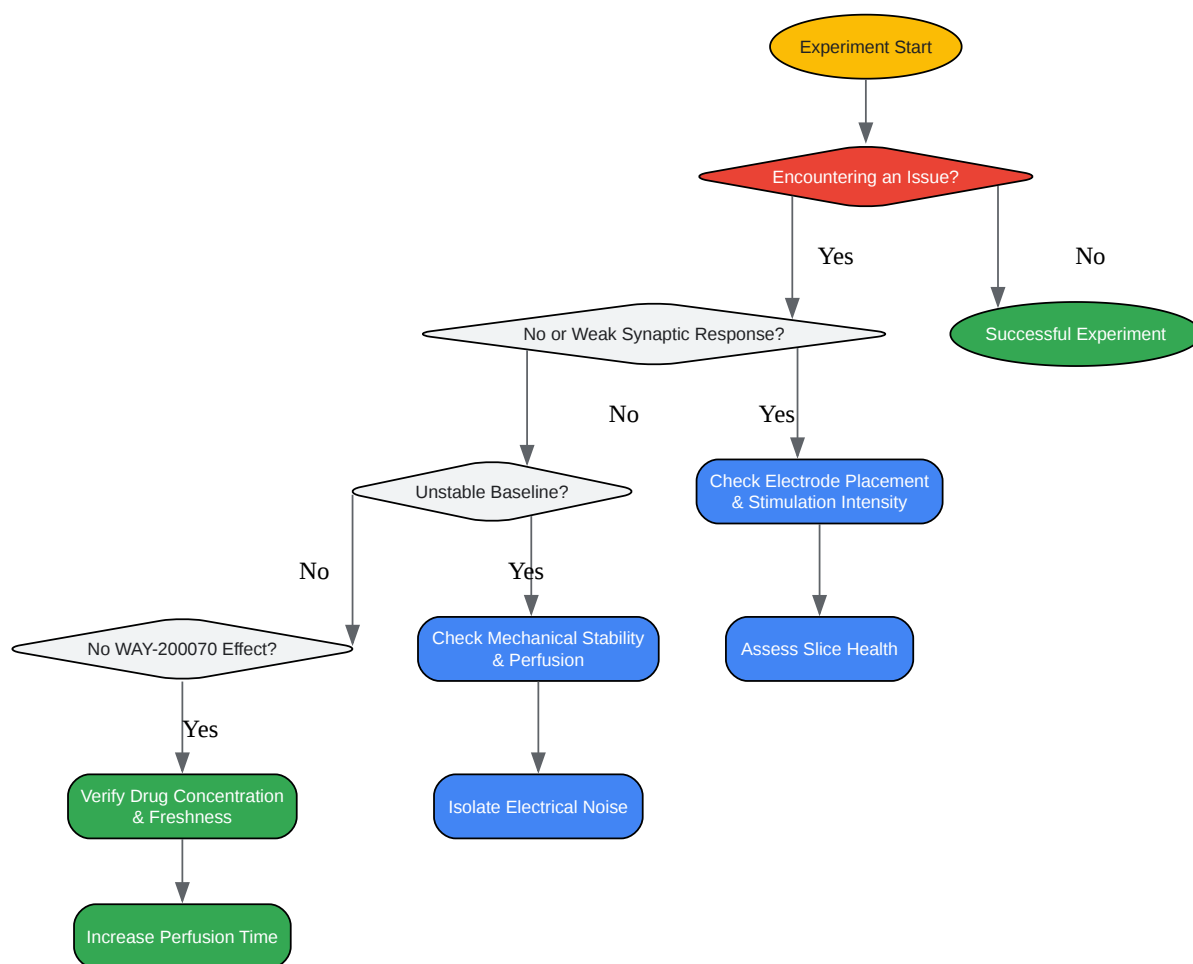 Experiment Start
Encountering an Issue?
Yes
No
No or Weak Synaptic Response?
Successful Experiment
No
Yes
Unstable Baseline?
Check Electrode Placement
& Stimulation Intensity
No
Yes
No WAY-200070 Effect?
Check Mechanical Stability
& Perfusion
Assess Slice Health
Yes
Verify Drug Concentration
& Freshness
Isolate Electrical Noise
Increase Perfusion Time